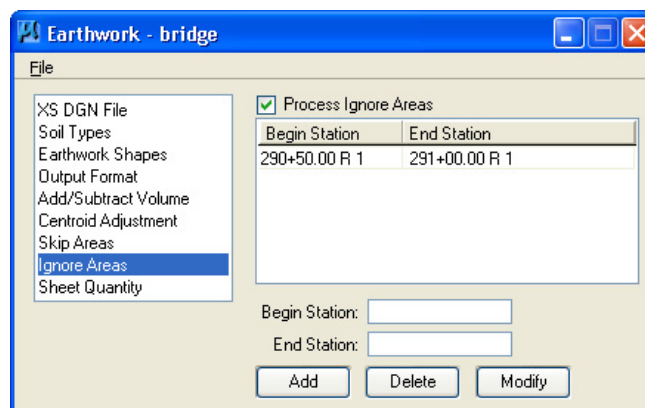 Earthwork - bridge
File
XS DGN File
Soil Types
Earthwork Shapes
Output Format
Add/Subtract Volume
Centroid Adjustment
Skip Areas
Ignore Areas
Sheet Quantity
Process Ignore Areas
Begin Station End Station
290+50.00 R 1 291+00.00 R 1
Begin Station:
End Station:
Add Delete Modify